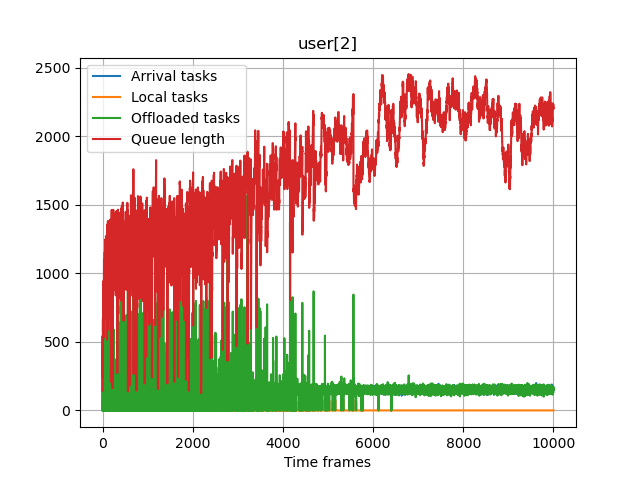 user[2]
Arrival tasks
Local tasks
Offloaded tasks
Queue length
2500
2000
1500
1000
500
0
0 2000 4000 6000 8000 10000
Time frames